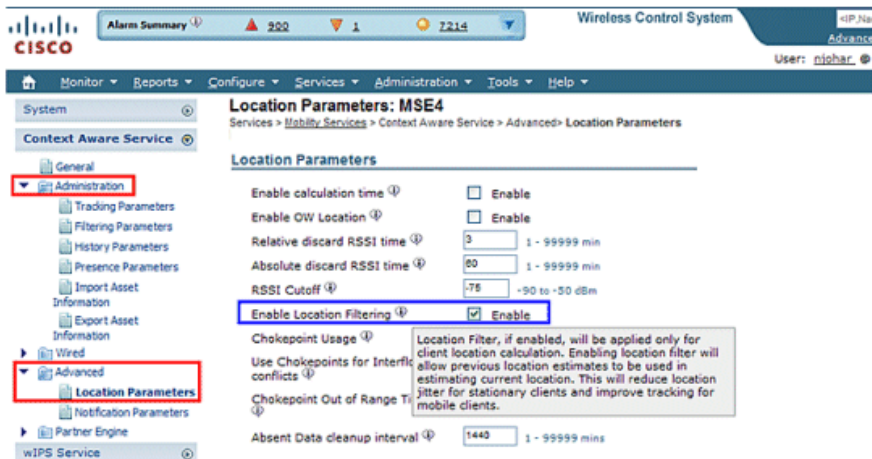 Alarm Summary 900 1 7214
Wireless Control System
<IP,Na
Advance
CISCO
User: njohar
Monitor Reports Configure Services Administration Tools Help
System
Context Aware Service
General
Administration
Tracking Parameters
Filtering Parameters
History Parameters
Presence Parameters
Import Asset
Information
Export Asset
Information
Wired
Advanced
Location Parameters
Notification Parameters
Partner Engine
wIPS Service
Location Parameters: MSE4
Services > Mobility Services > Context Aware Service > Advanced> Location Parameters
Location Parameters
Enable calculation time Enable
Enable OW Location Enable
Relative discard RSSI time 3 1 - 99999 min
Absolute discard RSSI time 60 1 - 99999 min
RSSI Cutoff -75 -90 to -50 dBm
Enable Location Filtering Enable
Chokepoint Usage
Use Chokepoints for Interflo
conflicts
Chokepoint Out of Range Ti
Location Filter, if enabled, will be applied only for
client location calculation. Enabling location filter will
allow previous location estimates to be used in
estimating current location. This will reduce location
jitter for stationary clients and improve tracking for
mobile clients.
Absent Data cleanup interval 1440 1 - 99999 mins